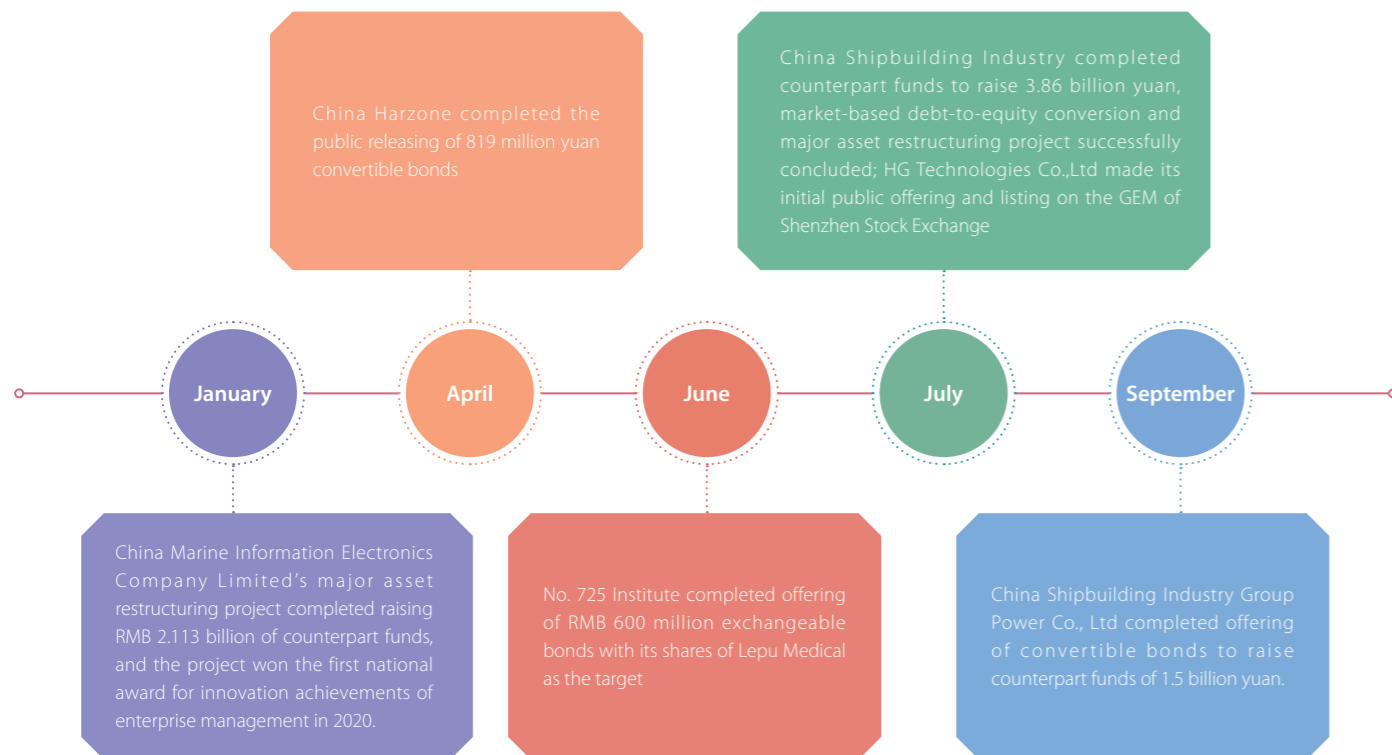 China Harzone completed the
public releasing of 819 million yuan
convertible bonds
China Shipbuilding Industry completed
counterpart funds to raise 3.86 billion yuan,
market-based debt-to-equity conversion and
major asset restructuring project successfully
concluded; HG Technologies Co.,Ltd made its
initial public offering and listing on the GEM of
Shenzhen Stock Exchange
January
April
June
July
September
China Marine Information Electronics
Company Limited’s major asset
restructuring project completed raising
RMB 2.113 billion of counterpart funds,
and the project won the first national
award for innovation achievements of
enterprise management in 2020.
No. 725 Institute completed offering
of RMB 600 million exchangeable
bonds with its shares of Lepu Medical
as the target
China Shipbuilding Industry Group
Power Co., Ltd completed offering
of convertible bonds to raise
counterpart funds of 1.5 billion yuan.